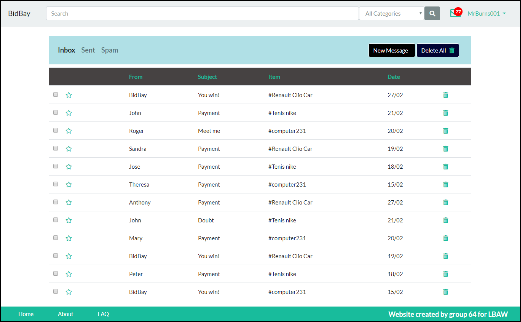 BidBay Search All Categories 27 MrBurns001
Inbox Sent Spam New Message Delete All
From Subject Item Date
BidBay You win! #Renault Clio Car 27/02
John Payment #Tenis nike 21/02
Roger Meet me #computer231 20/02
Sandra Payment #Renault Clio Car 19/02
Jose Payment #Tenis nike 18/02
Theresa Payment #computer231 15/02
Anthony Payment #Renault Clio Car 27/02
John Doubt #Tenis nike 21/02
Mary Payment #computer231 20/02
BidBay You win! #Renault Clio Car 19/02
Peter Payment #Tenis nike 18/02
BidBay You win! #computer231 15/02
Home About FAQ Website created by group 64 for LBAW